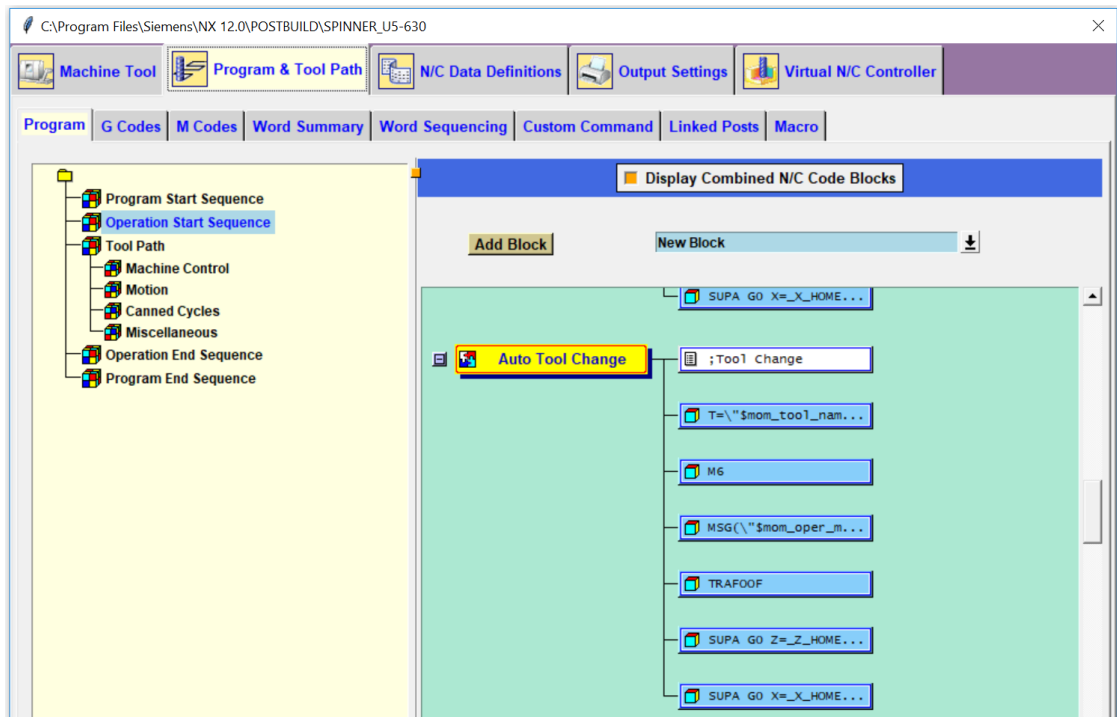 C:\Program Files\Siemens\NX 12.0\POSTBUILD\SPINNER_U5-630
Machine Tool
Program & Tool Path
N/C Data Definitions
Output Settings
Virtual N/C Controller
Program
G Codes
M Codes
Word Summary
Word Sequencing
Custom Command
Linked Posts
Macro
Program Start Sequence
Operation Start Sequence
Tool Path
Machine Control
Motion
Canned Cycles
Miscellaneous
Operation End Sequence
Program End Sequence
Display Combined N/C Code Blocks
Add Block
New Block
SUPA G0 X=_X_HOME...
Auto Tool Change
;Tool Change
T=\"$mom_tool_nam...
M6
MSG(\"$mom_oper_m...
TRAFOOF
SUPA G0 Z=_Z_HOME...
SUPA G0 X=_X_HOME...